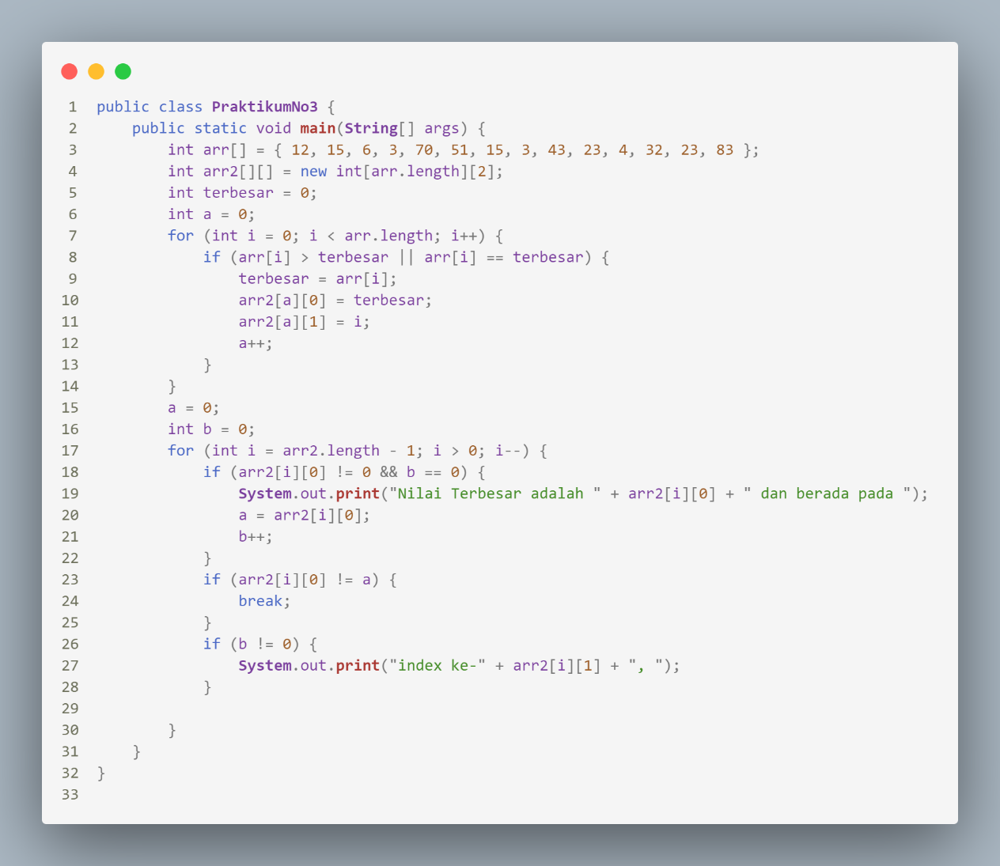 1 public class PraktikumNo3 {
2     public static void main(String[] args) {
3         int arr[] = { 12, 15, 6, 3, 70, 51, 15, 3, 43, 23, 4, 32, 23, 83 };
4         int arr2[][] = new int[arr.length][2];
5         int terbesar = 0;
6         int a = 0;
7         for (int i = 0; i < arr.length; i++) {
8             if (arr[i] > terbesar || arr[i] == terbesar) {
9                 terbesar = arr[i];
10                 arr2[a][0] = terbesar;
11                 arr2[a][1] = i;
12                 a++;
13             }
14         }
15         a = 0;
16         int b = 0;
17         for (int i = arr2.length - 1; i > 0; i--) {
18             if (arr2[i][0] != 0 && b == 0) {
19                 System.out.print("Nilai Terbesar adalah " + arr2[i][0] + " dan berada pada ");
20                 a = arr2[i][0];
21                 b++;
22             }
23             if (arr2[i][0] != a) {
24                 break;
25             }
26             if (b != 0) {
27                 System.out.print("index ke-" + arr2[i][1] + ", ");
28             }
29
30         }
31     }
32 }
33